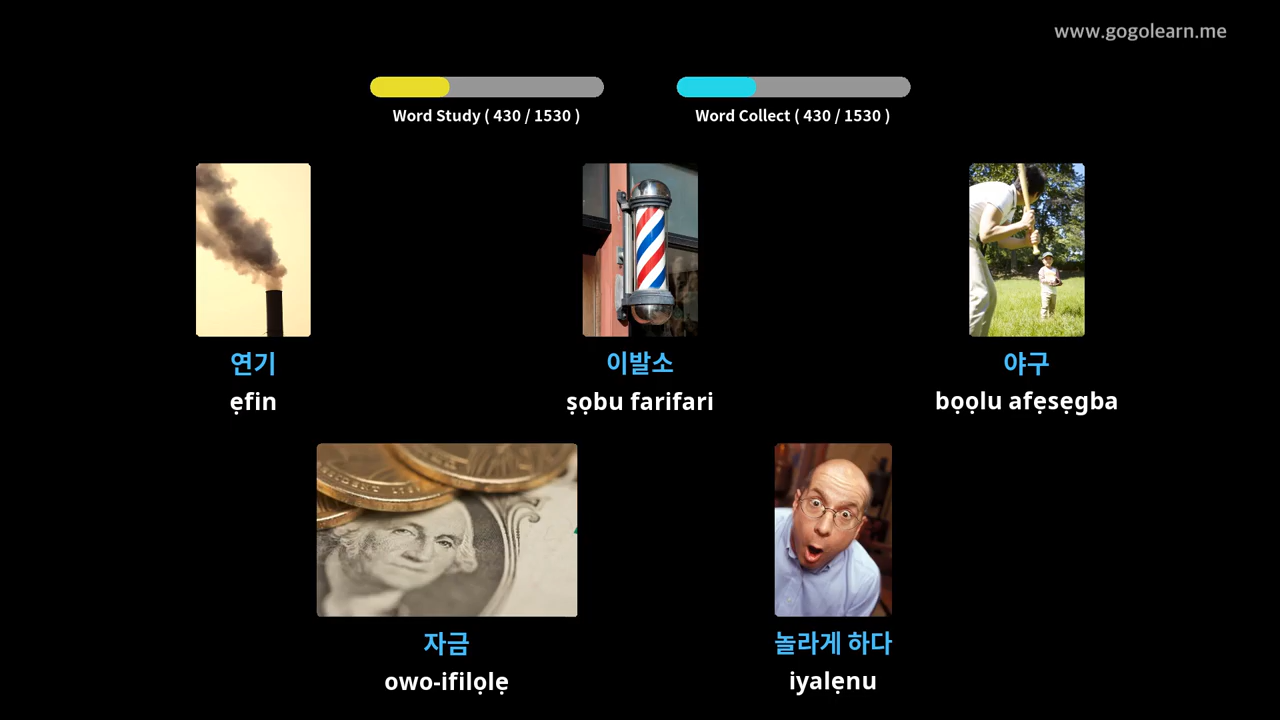 www.gogolearn.me
Word Study ( 430 / 1530 )
Word Collect ( 430 / 1530 )
연기
ẹfin
이발소
ṣọbu farifari
야구
bọọlu afẹsẹgba
자금
owo-ifilọlẹ
놀라게 하다
iyalẹnu